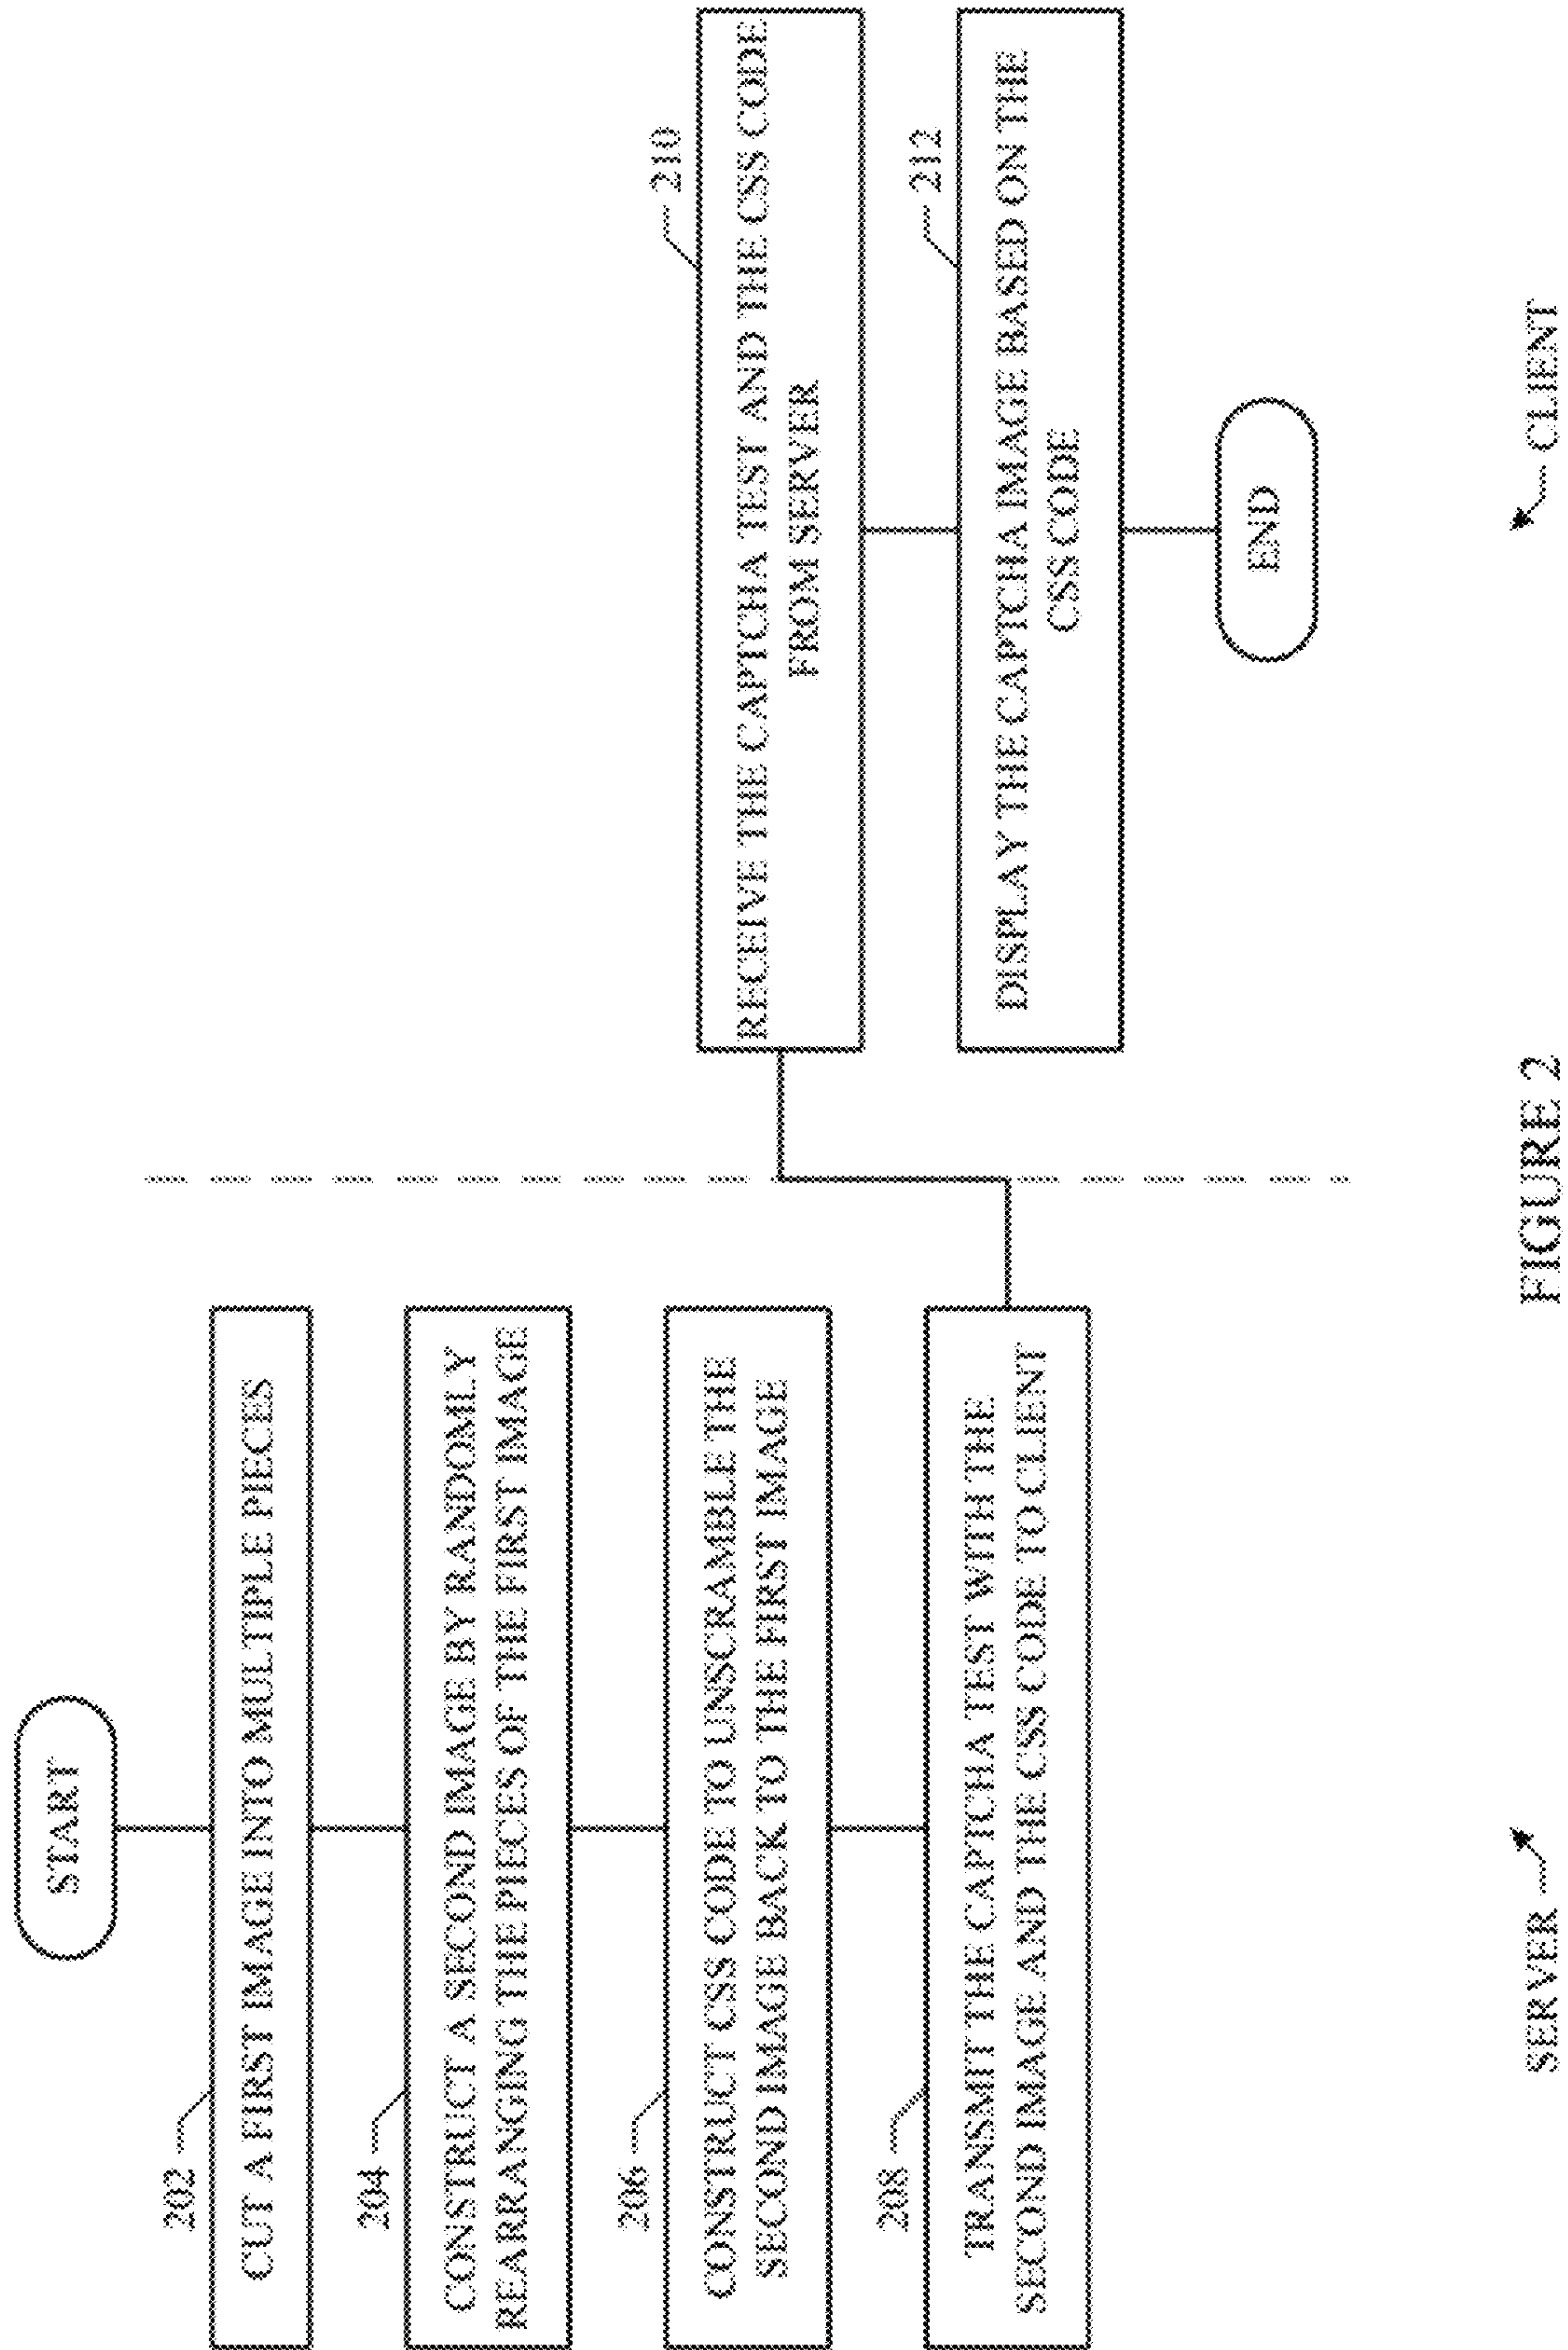 START
202
CUT A FIRST IMAGE INTO MULTIPLE PIECES
204
CONSTRUCT A SECOND IMAGE BY RANDOMLY
REARRANGING THE PIECES OF THE FIRST IMAGE
206
CONSTRUCT CSS CODE TO UNSCRAMBLE THE
SECOND IMAGE BACK TO THE FIRST IMAGE
208
TRANSMIT THE CAPTCHA TEST WITH THE
SECOND IMAGE AND THE CSS CODE TO CLIENT
210
RECEIVE THE CAPTCHA TEST AND THE CSS CODE
FROM SERVER
212
DISPLAY THE CAPTCHA IMAGE BASED ON THE
CSS CODE
END
SERVER
CLIENT
FIGURE 2